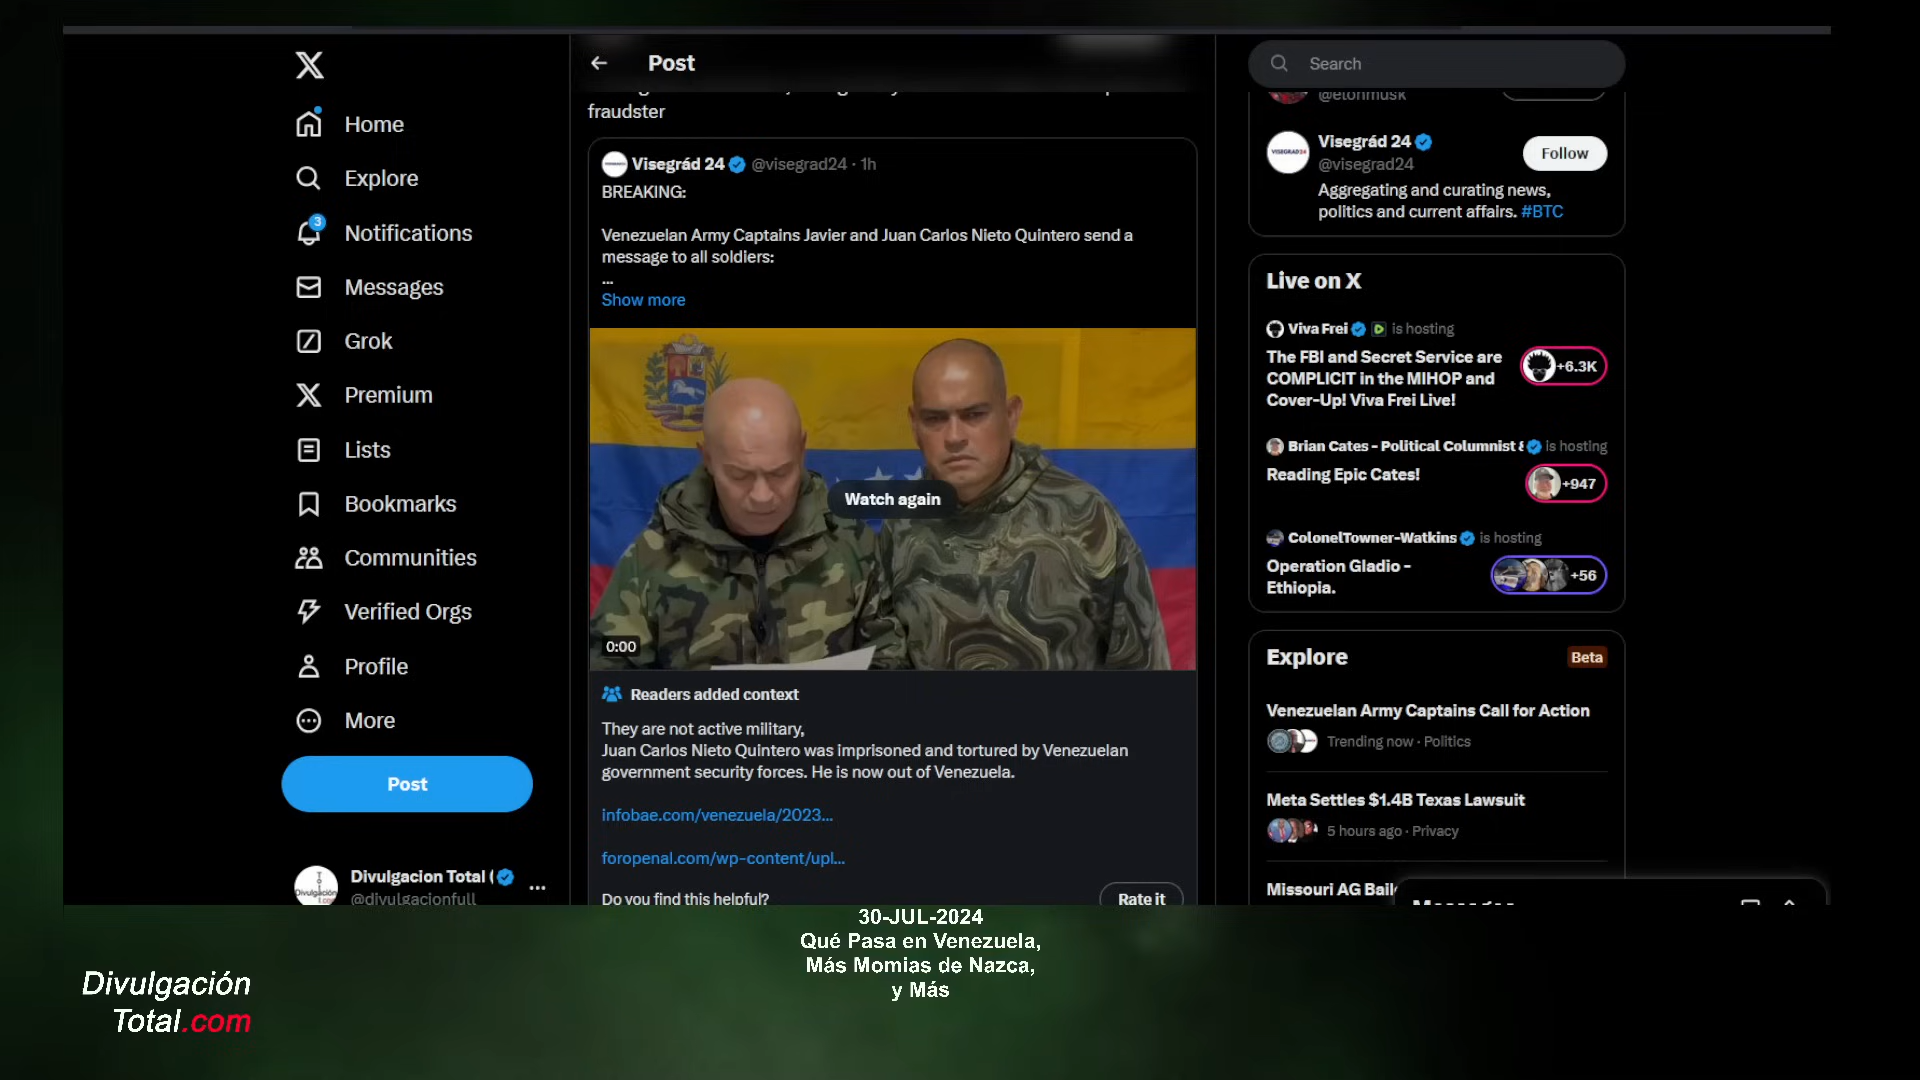 Home
Explore
Notifications
3
Messages
Grok
Premium
Lists
Bookmarks
Communities
Verified Orgs
Profile
More
Post
Divulgacion Total (
@divulgacionfull
Post
fraudster
Visegrád 24 @visegrad24 · 1h
BREAKING:
Venezuelan Army Captains Javier and Juan Carlos Nieto Quintero send a
message to all soldiers:
...
Show more
Watch again
0:00
Readers added context
They are not active military,
Juan Carlos Nieto Quintero was imprisoned and tortured by Venezuelan
government security forces. He is now out of Venezuela.
infobae.com/venezuela/2023...
foropenal.com/wp-content/upl...
Do you find this helpful?
Rate it
Search
@elonmusk
Visegrád 24
@visegrad24
Follow
Aggregating and curating news,
politics and current affairs. #BTC
Live on X
Viva Frei is hosting
The FBI and Secret Service are
COMPLICIT in the MIHOP and
Cover-Up! Viva Frei Live!
+6.3K
Brian Cates - Political Columnist & is hosting
Reading Epic Cates!
+947
ColonelTowner-Watkins is hosting
Operation Gladio -
Ethiopia.
+56
Explore
Beta
Venezuelan Army Captains Call for Action
Trending now · Politics
Meta Settles $1.4B Texas Lawsuit
5 hours ago · Privacy
Missouri AG Bail
Messages
30-JUL-2024
Qué Pasa en Venezuela,
Más Momias de Nazca,
y Más
Divulgación
Total.com